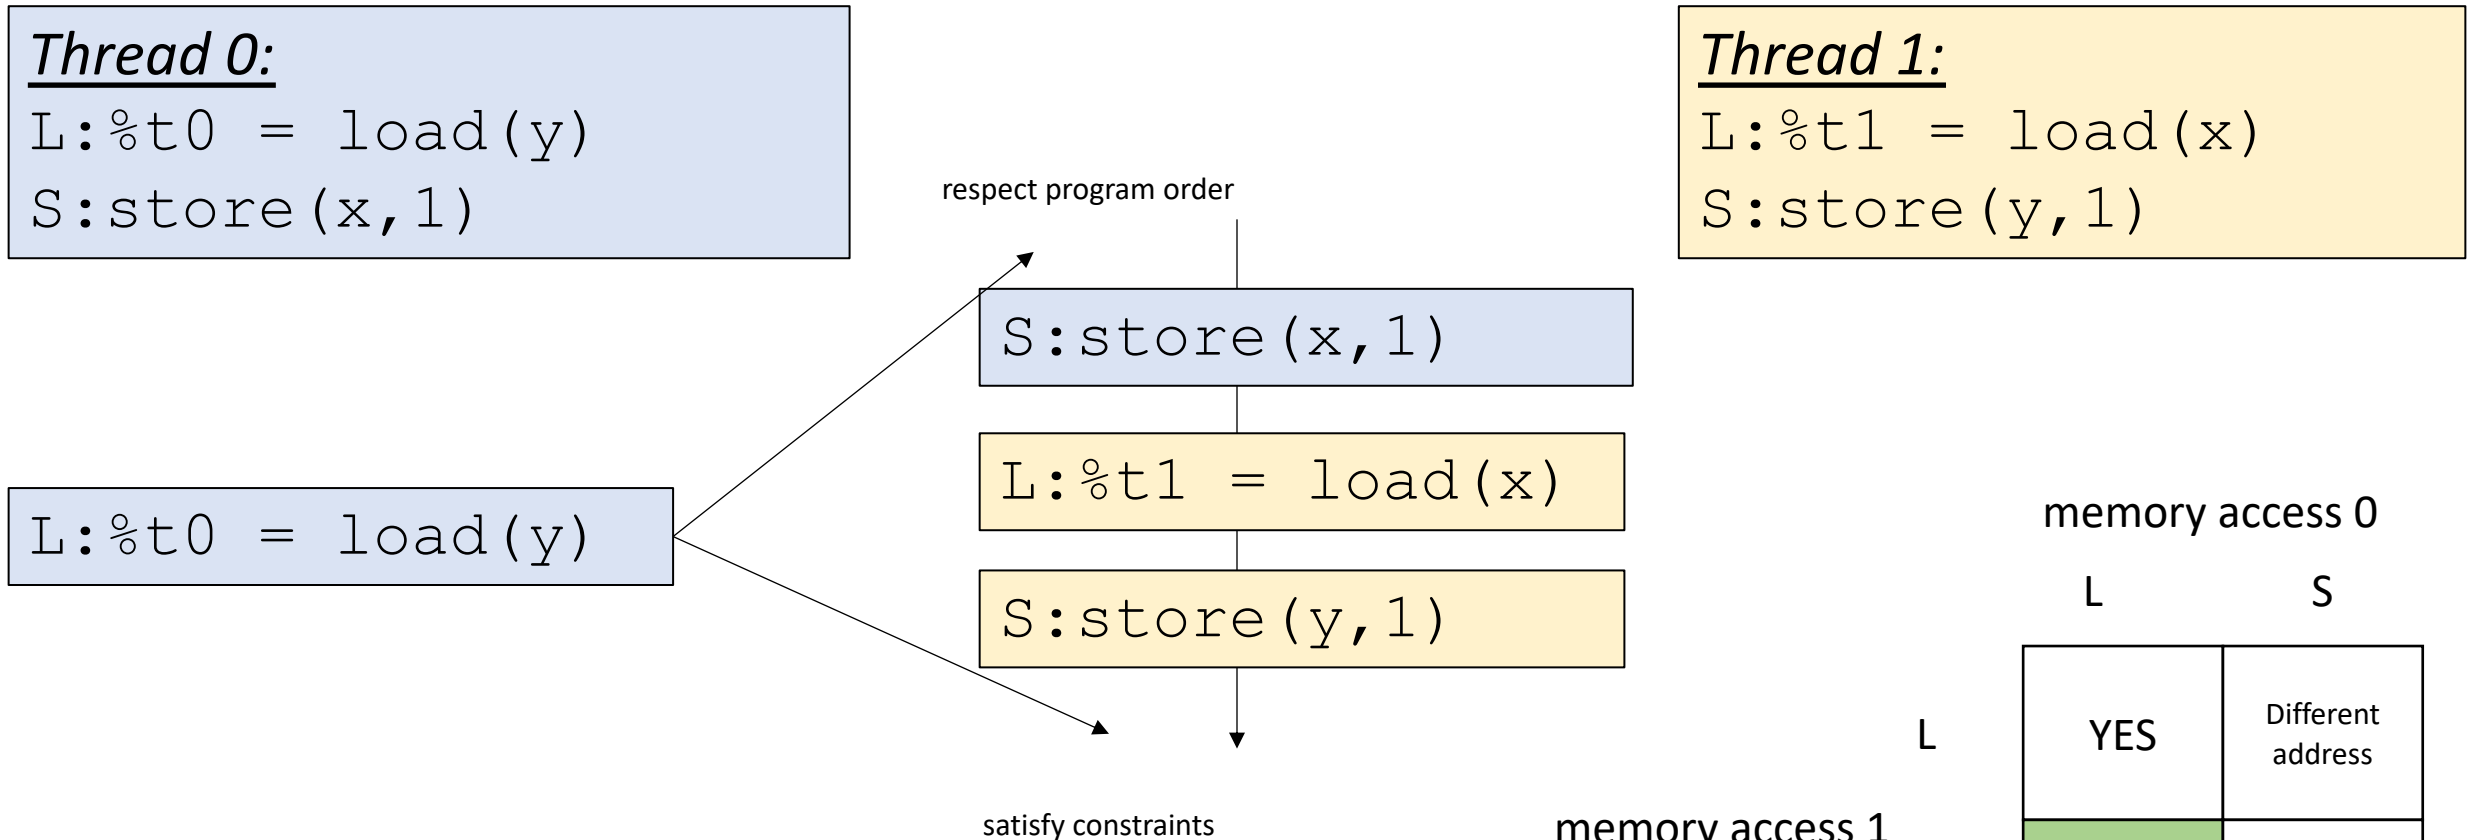 Thread 0:
L:%t0 = load(y)
S:store(x,1)
Thread 1:
L:%t1 = load(x)
S:store(y,1)
respect program order
S:store(x,1)
L:%t1 = load(x)
L:%t0 = load(y)
S:store(y,1)
satisfy constraints
memory access 0
L S
L YES Different
address
memory access 1